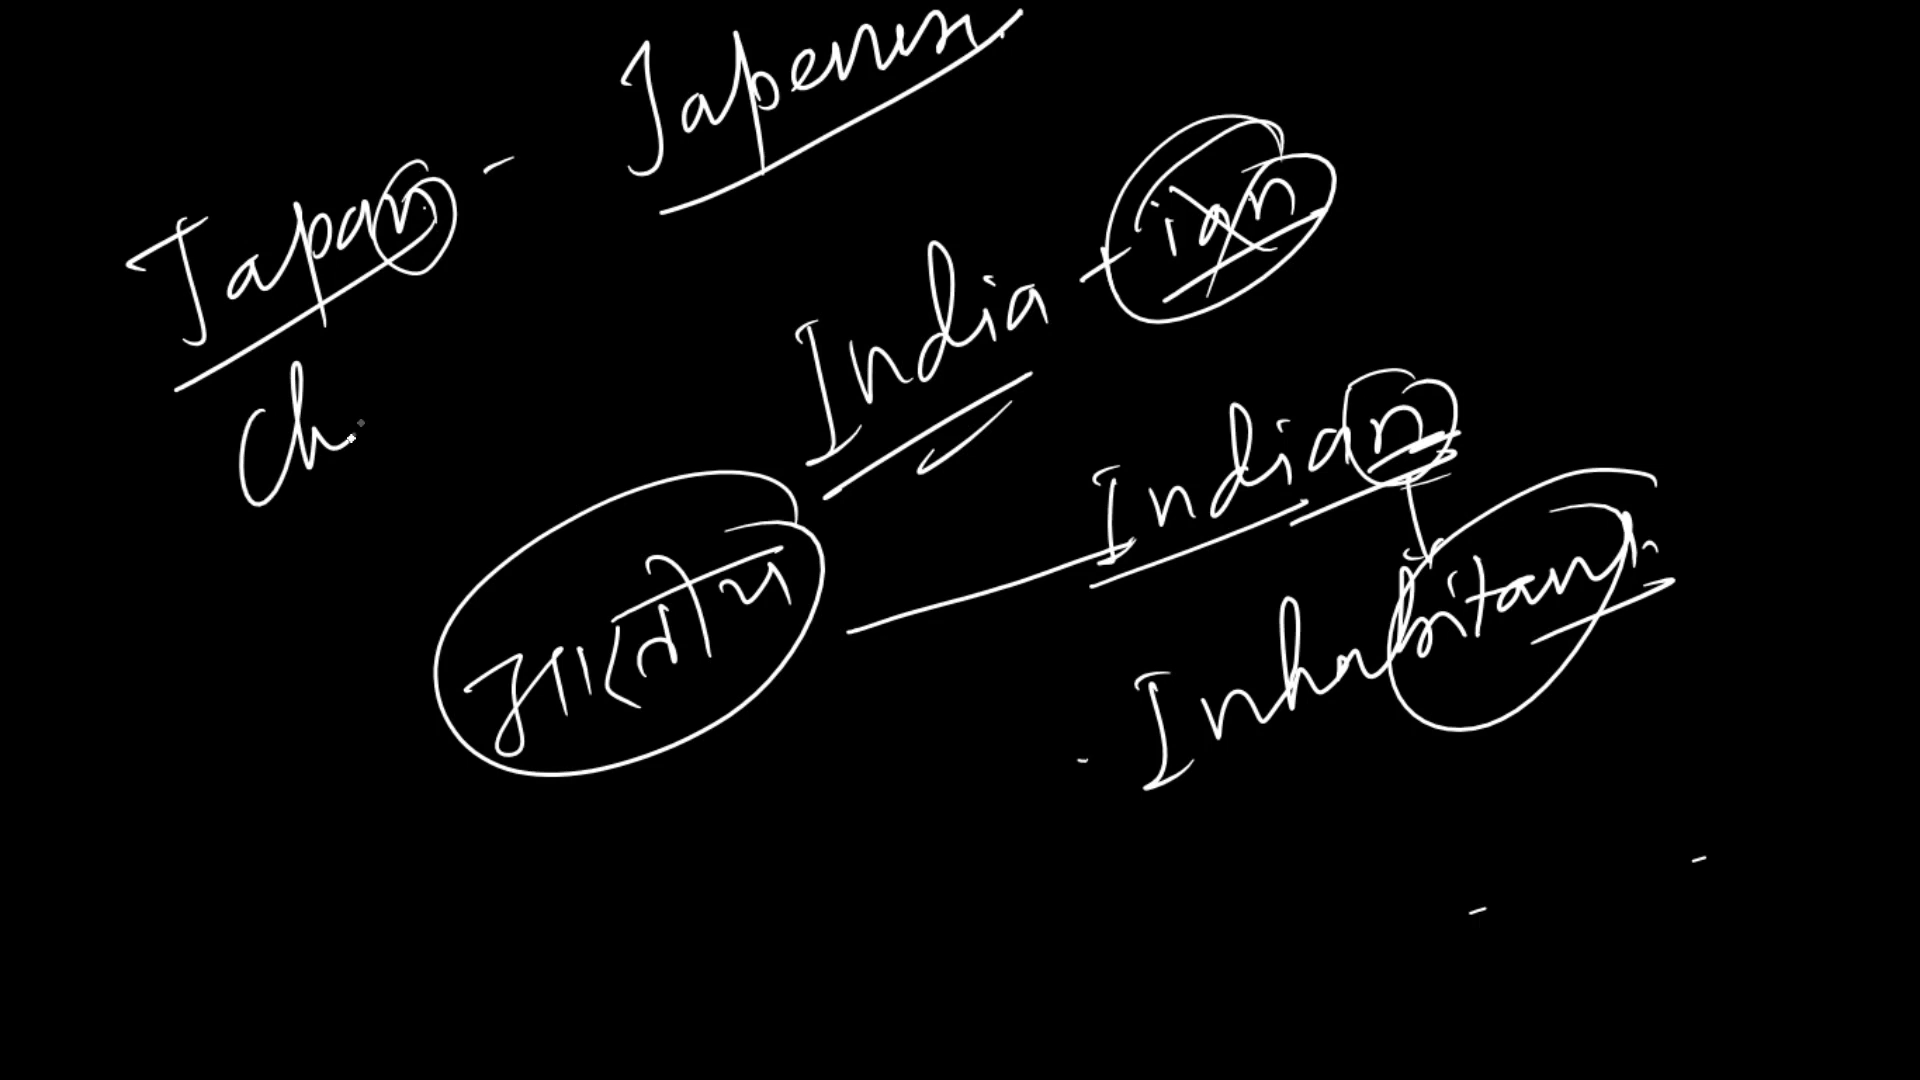 Japan - Japenese
India - ian
Ch
Indian
भारतीय
Inhabitant